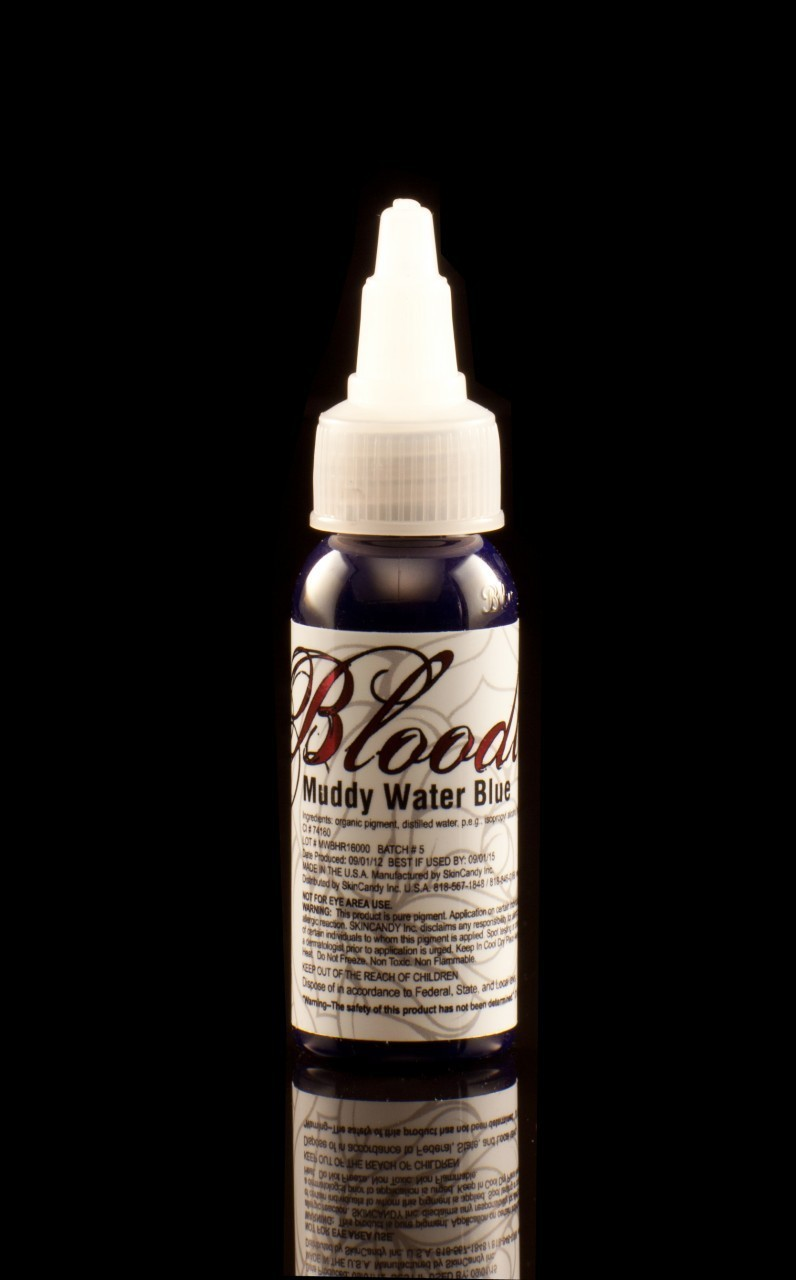 Bloodl
Muddy Water Blue
Ingredients: organic pigment, distilled water, p.e.g., isopropyl
CI # 74160
LOT # MWBHR16000 BATCH # 5
Date Produced: 09/01/12 BEST IF USED BY: 09/01/15
MADE IN THE U.S.A. Manufactured by SkinCandy Inc.
Distributed by SkinCandy Inc. U.S.A. 818-567-1848 /
NOT FOR EYE AREA USE.
WARNING: This product is pure pigment. Application on certain
allergic reaction. SKINCANDY Inc. disclaims any responsibility
of certain individuals to whom this pigment is applied. Spot testing
a dermatologist prior to application is urged. Keep In Cool Dry Place
Heat. Do Not Freeze. Non Toxic. Non Flammable.
KEEP OUT OF THE REACH OF CHILDREN
Dispose of in accordance to Federal, State, and Local
"Warning--The safety of this product has not been determined"